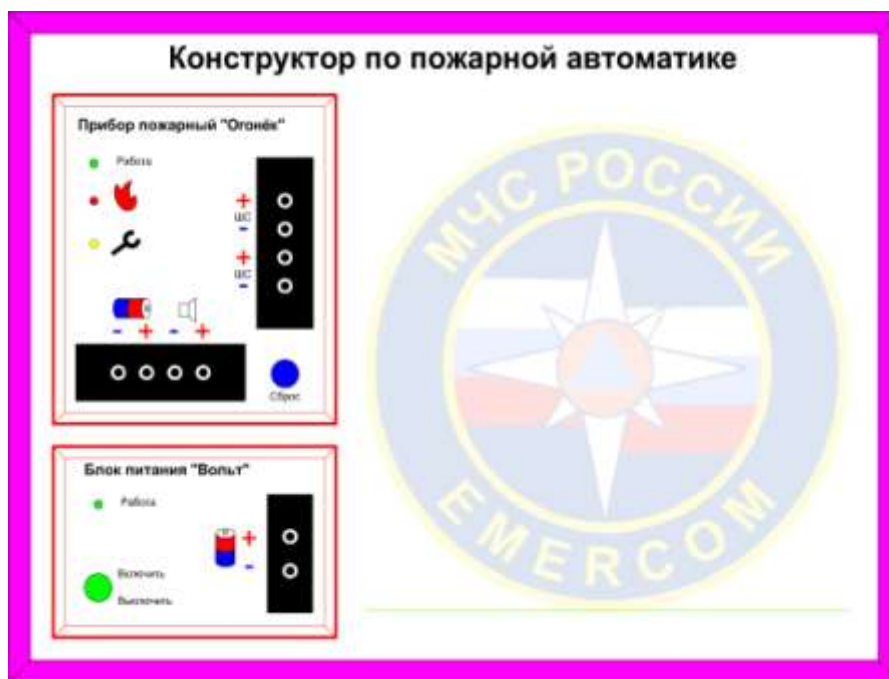 Конструктор по пожарной автоматике
Прибор пожарный "Огонёк"
Работа
+
ШС
-
+
ШС
-
- + - +
Сброс
Блок питания "Вольт"
Работа
+
-
Включить
Выключить
МЧС РОССИИ
EMERCOM